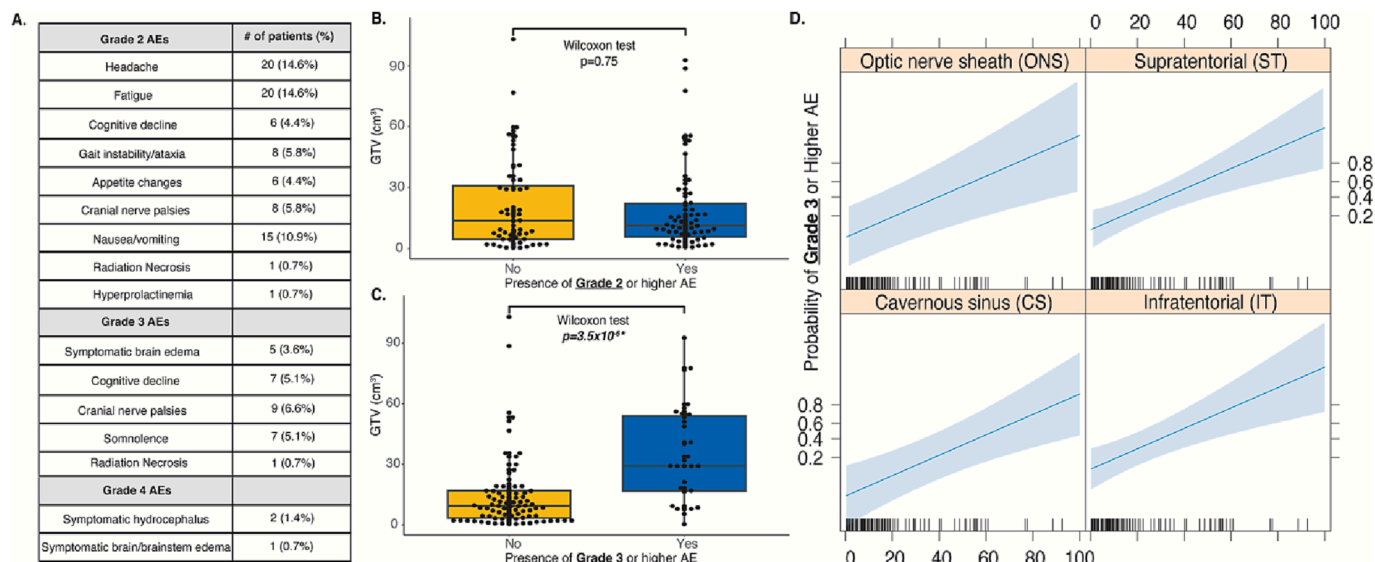 A.
Grade 2 AEs # of patients (%)
Headache 20 (14.6%)
Fatigue 20 (14.6%)
Cognitive decline 6 (4.4%)
Gait instability/ataxia 8 (5.8%)
Appetite changes 6 (4.4%)
Cranial nerve palsies 8 (5.8%)
Nausea/vomiting 15 (10.9%)
Radiation Necrosis 1 (0.7%)
Hyperprolactinemia 1 (0.7%)
Grade 3 AEs
Symptomatic brain edema 5 (3.6%)
Cognitive decline 7 (5.1%)
Cranial nerve palsies 9 (6.6%)
Somnolence 7 (5.1%)
Radiation Necrosis 1 (0.7%)
Grade 4 AEs
Symptomatic hydrocephalus 2 (1.4%)
Symptomatic brain/brainstem edema 1 (0.7%)
B.
Wilcoxon test
p=0.75
GTV (cm³)
90
60
30
0
No Yes
Presence of Grade 2 or higher AE
C.
Wilcoxon test
GTV (cm³)
90
60
30
0
No Yes
Presence of Grade 3 or higher AE
D.
0 20 40 60 80 100
Optic nerve sheath (ONS) Supratentorial (ST)
Probability of Grade 3 or Higher AE
0.8
0.6
0.4
0.2
Cavernous sinus (CS) Infratentorial (IT)
0.8
0.6
0.4
0.2
0 20 40 60 80 100